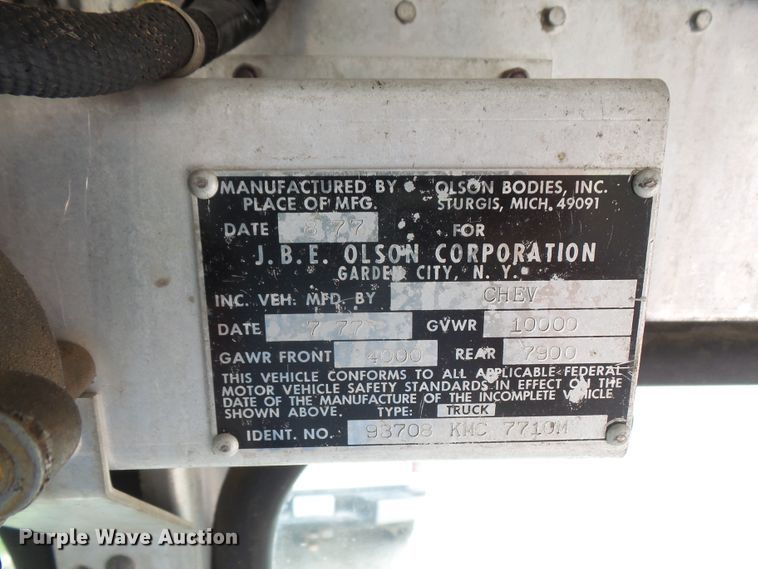 MANUFACTURED BY OLSON BODIES, INC.
PLACE OF MFG. STURGIS, MICH. 49091
DATE 8 77 FOR
J.B.E. OLSON CORPORATION
GARDEN CITY, N.Y.
INC. VEH. MFD. BY CHEV
DATE 7 77 GVWR 10000
GAWR FRONT 4000 REAR 7900
THIS VEHICLE CONFORMS TO ALL APPLICABLE FEDERAL
MOTOR VEHICLE SAFETY STANDARDS IN EFFECT ON THE
DATE OF THE MANUFACTURE OF THE INCOMPLETE VEHICLE
SHOWN ABOVE. TYPE: TRUCK
IDENT. NO. 93708 KMC 7710M
Purple Wave Auction